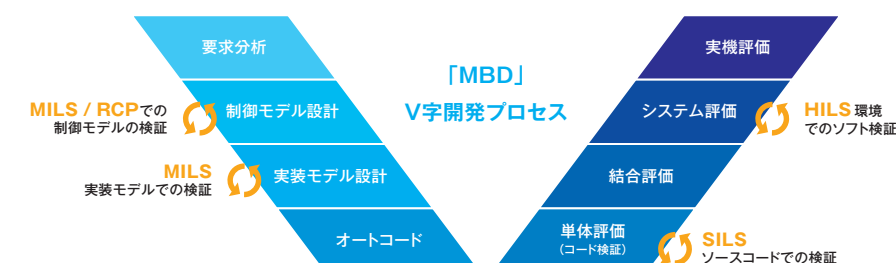 要求分析
制御モデル設計
実装モデル設計
オートコード
MILS / RCPでの
制御モデルの検証
MILS
実装モデルでの検証
「MBD」
V字開発プロセス
実機評価
システム評価
結合評価
単体評価
(コード検証)
HILS環境
でのソフト検証
SILS
ソースコードでの検証